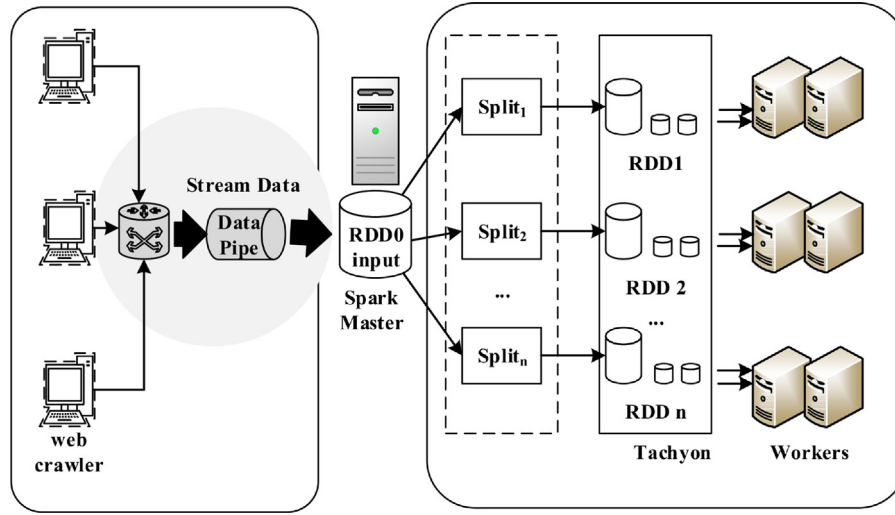 Stream Data
Data
Pipe
web
crawler
RDD0
input
Spark
Master
Split1
Split2
...
Splitn
RDD1
RDD 2
...
RDD n
Tachyon
Workers